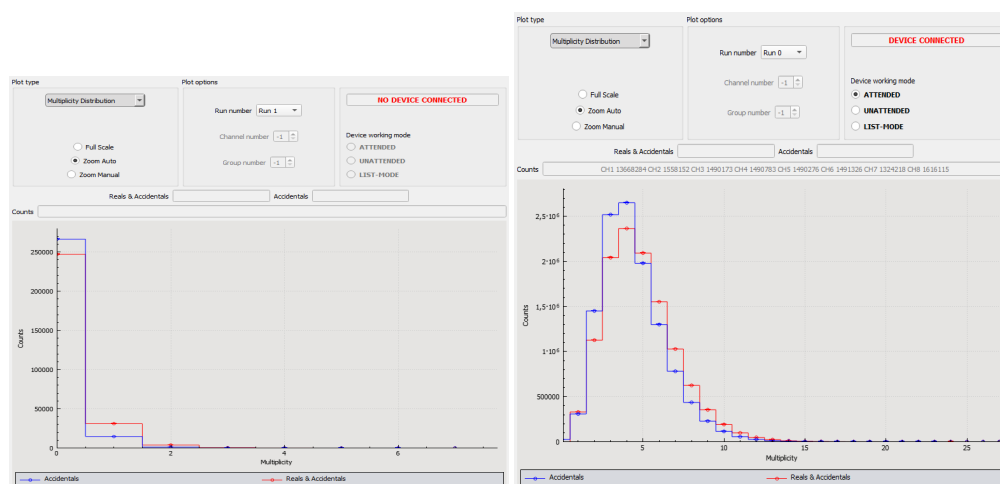 Plot type
Plot options
Multiplicity Distribution
NO DEVICE CONNECTED
Run number Run 1
Channel number -1
Device working mode
Full Scale
ATTENDED
Zoom Auto
Group number -1
UNATTENDED
Zoom Manual
LIST-MODE
Reals & Accidentals
Accidentals
Counts
250000
200000
150000
100000
50000
0
Counts
0 2 4 6
Multiplicity
Accidentals
Reals & Accidentals
Plot type
Plot options
Multiplicity Distribution
DEVICE CONNECTED
Run number Run 0
Channel number -1
Device working mode
Full Scale
ATTENDED
Zoom Auto
Group number -1
UNATTENDED
Zoom Manual
LIST-MODE
Reals & Accidentals
Accidentals
Counts
CH1 13668284 CH2 1558152 CH3 1490173 CH4 1490783 CH5 1490276 CH6 1491326 CH7 1324218 CH8 1616115
2,5·10⁶
2·10⁶
1,5·10⁶
1·10⁶
500000
0
Counts
5 10 15 20 25
Multiplicity
Accidentals
Reals & Accidentals